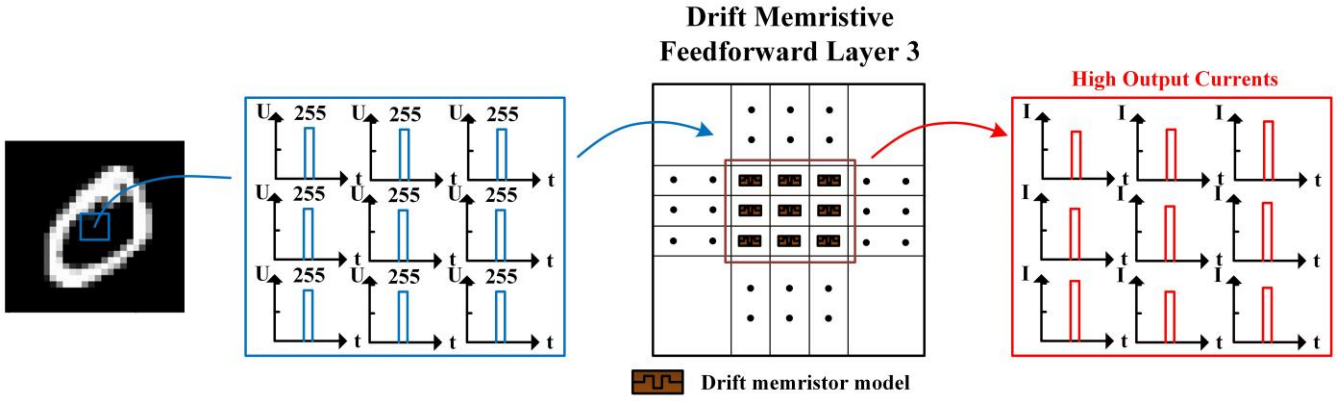 Drift Memristive
Feedforward Layer 3
High Output Currents
U 255 U 255 U 255
t t t
U 255 U 255 U 255
t t t
U 255 U 255 U 255
t t t
I I I
t t t
I I I
t t t
I I I
t t t
Drift memristor model